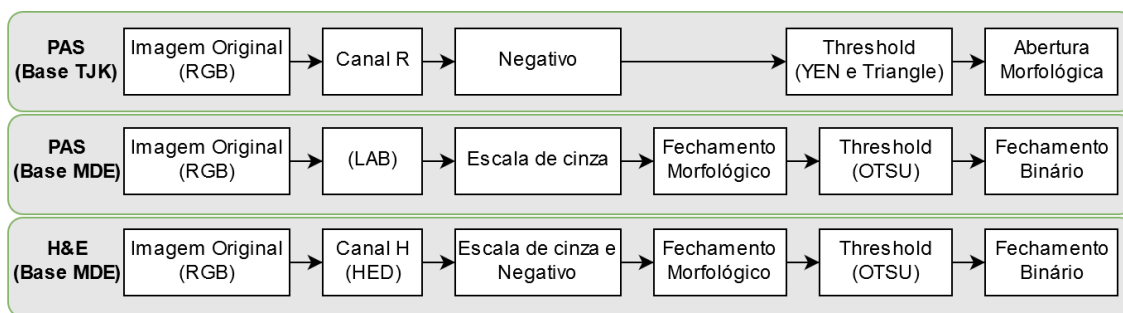 PAS
(Base TJK)
Imagem Original
(RGB)
Canal R
Negativo
Threshold
(YEN e Triangle)
Abertura
Morfológica
PAS
(Base MDE)
Imagem Original
(RGB)
(LAB)
Escala de cinza
Fechamento
Morfológico
Threshold
(OTSU)
Fechamento
Binário
H&E
(Base MDE)
Imagem Original
(RGB)
Canal H
(HED)
Escala de cinza e
Negativo
Fechamento
Morfológico
Threshold
(OTSU)
Fechamento
Binário